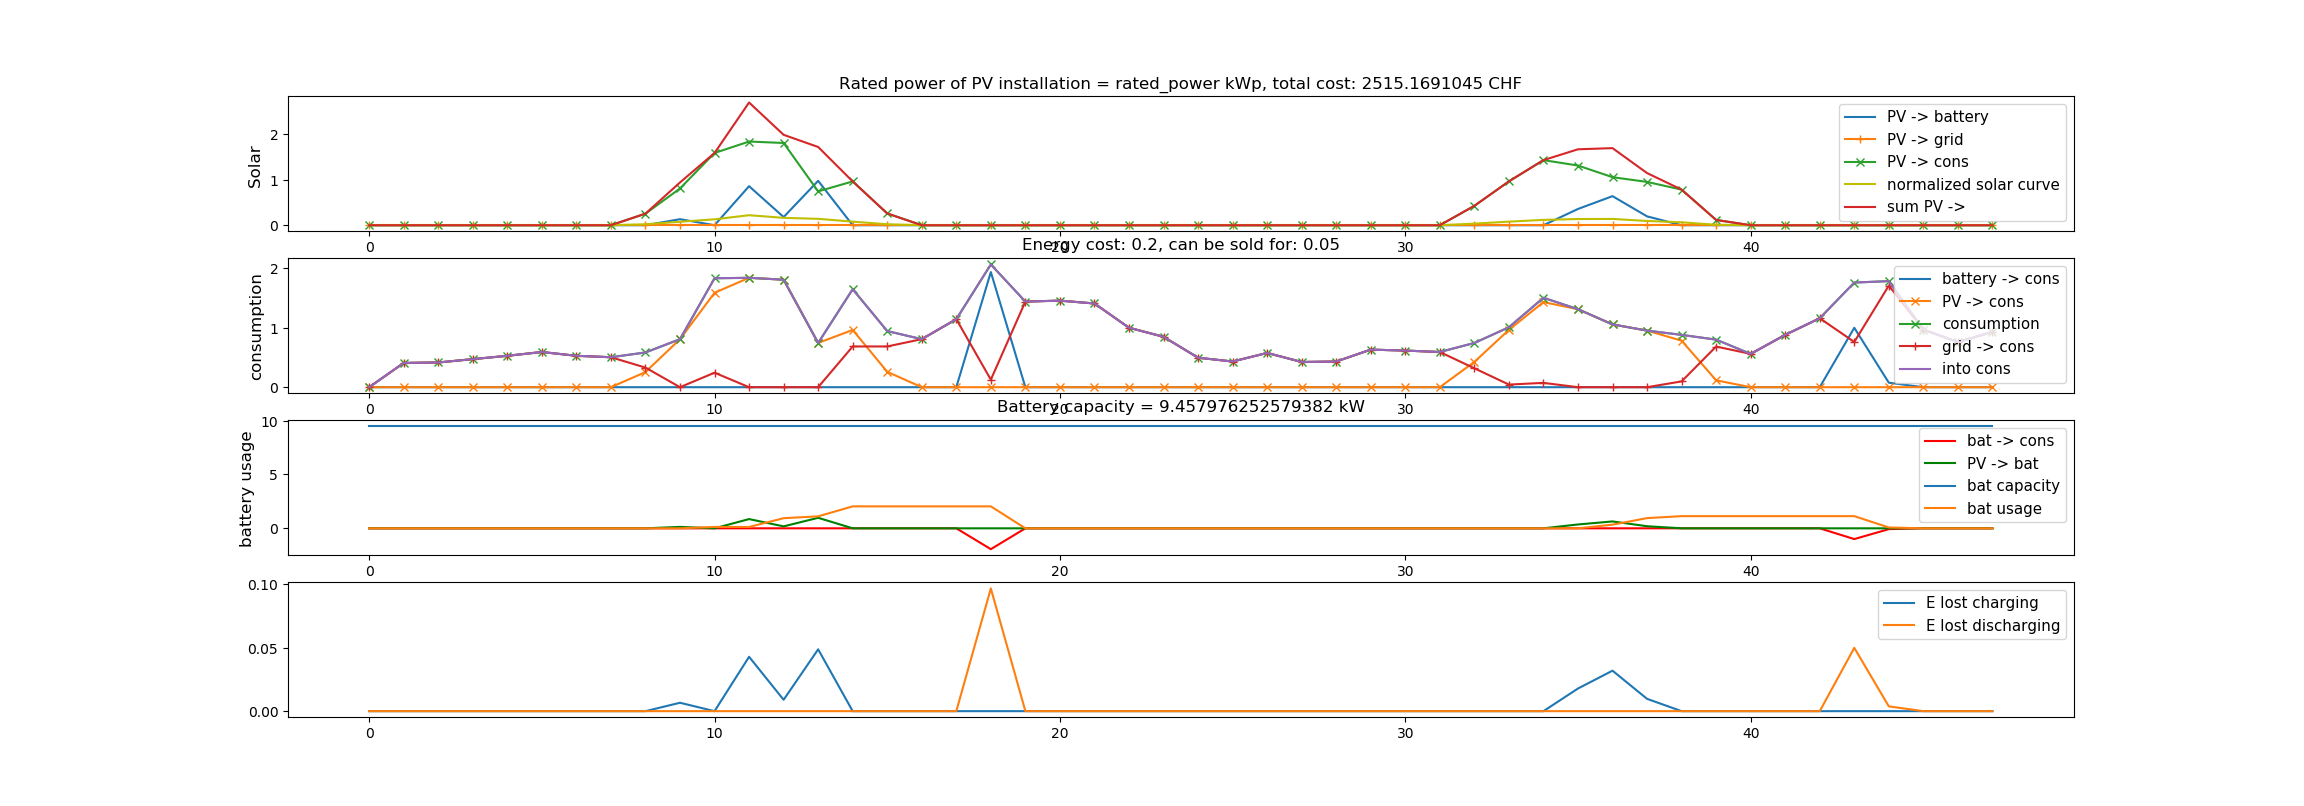 Rated power of PV installation = rated_power kWp, total cost: 2515.1691045 CHF
Solar
2
1
0
PV -> battery
PV -> grid
PV -> cons
normalized solar curve
sum PV ->
0 10 20 30 40
Energy cost: 0.2, can be sold for: 0.05
consumption
2
1
0
battery -> cons
PV -> cons
consumption
grid -> cons
into cons
0 10 20 30 40
Battery capacity = 9.457976252579382 kW
battery usage
10
5
0
bat -> cons
PV -> bat
bat capacity
bat usage
0 10 20 30 40
0.10
0.05
0.00
E lost charging
E lost discharging
0 10 20 30 40